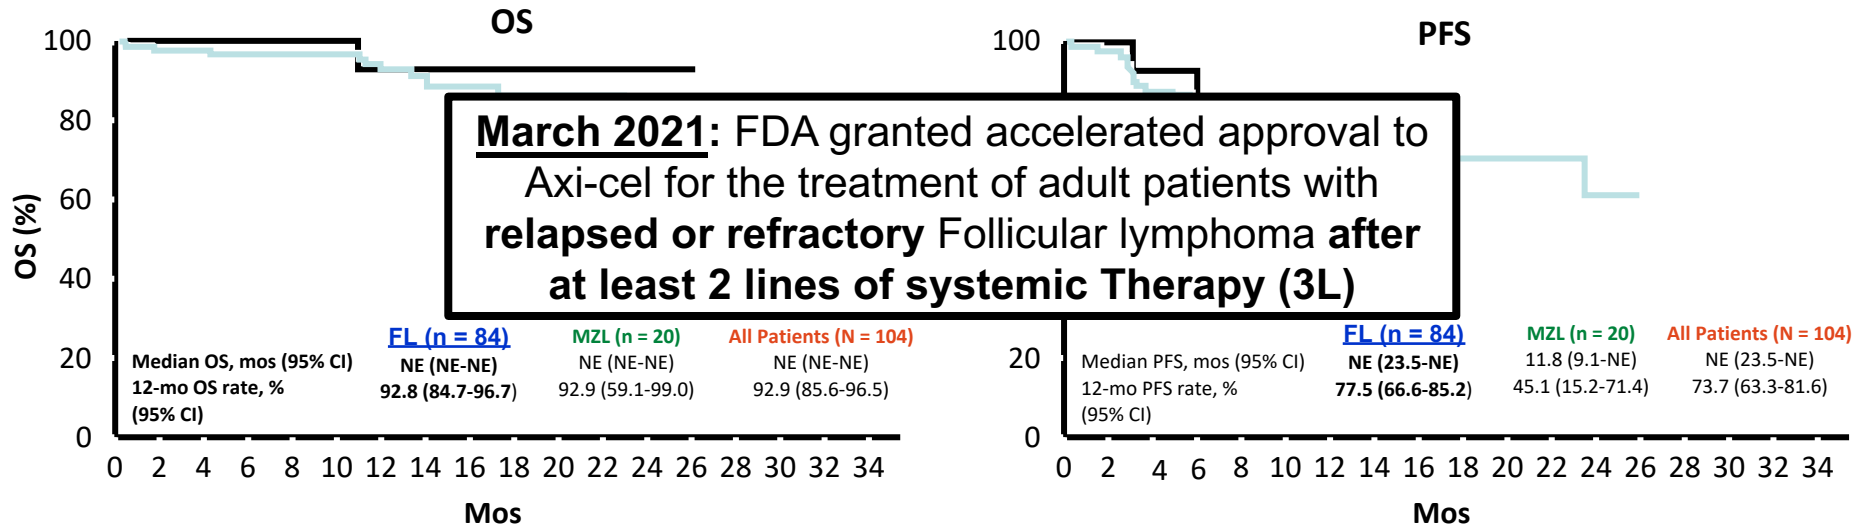 OS
100
80
60
40
20
0
OS (%)
March 2021: FDA granted accelerated approval to
Axi-cel for the treatment of adult patients with
relapsed or refractory Follicular lymphoma after
at least 2 lines of systemic Therapy (3L)
FL (n = 84) MZL (n = 20) All Patients (N = 104)
Median OS, mos (95% CI) NE (NE-NE) NE (NE-NE) NE (NE-NE)
12-mo OS rate, % 92.8 (84.7-96.7) 92.9 (59.1-99.0) 92.9 (85.6-96.5)
(95% CI)
0 2 4 6 8 10 12 14 16 18 20 22 24 26 28 30 32 34
Mos
PFS
100
20
0
FL (n = 84) MZL (n = 20) All Patients (N = 104)
Median PFS, mos (95% CI) NE (23.5-NE) 11.8 (9.1-NE) NE (23.5-NE)
12-mo PFS rate, % 77.5 (66.6-85.2) 45.1 (15.2-71.4) 73.7 (63.3-81.6)
(95% CI)
0 2 4 6 8 10 12 14 16 18 20 22 24 26 28 30 32 34
Mos